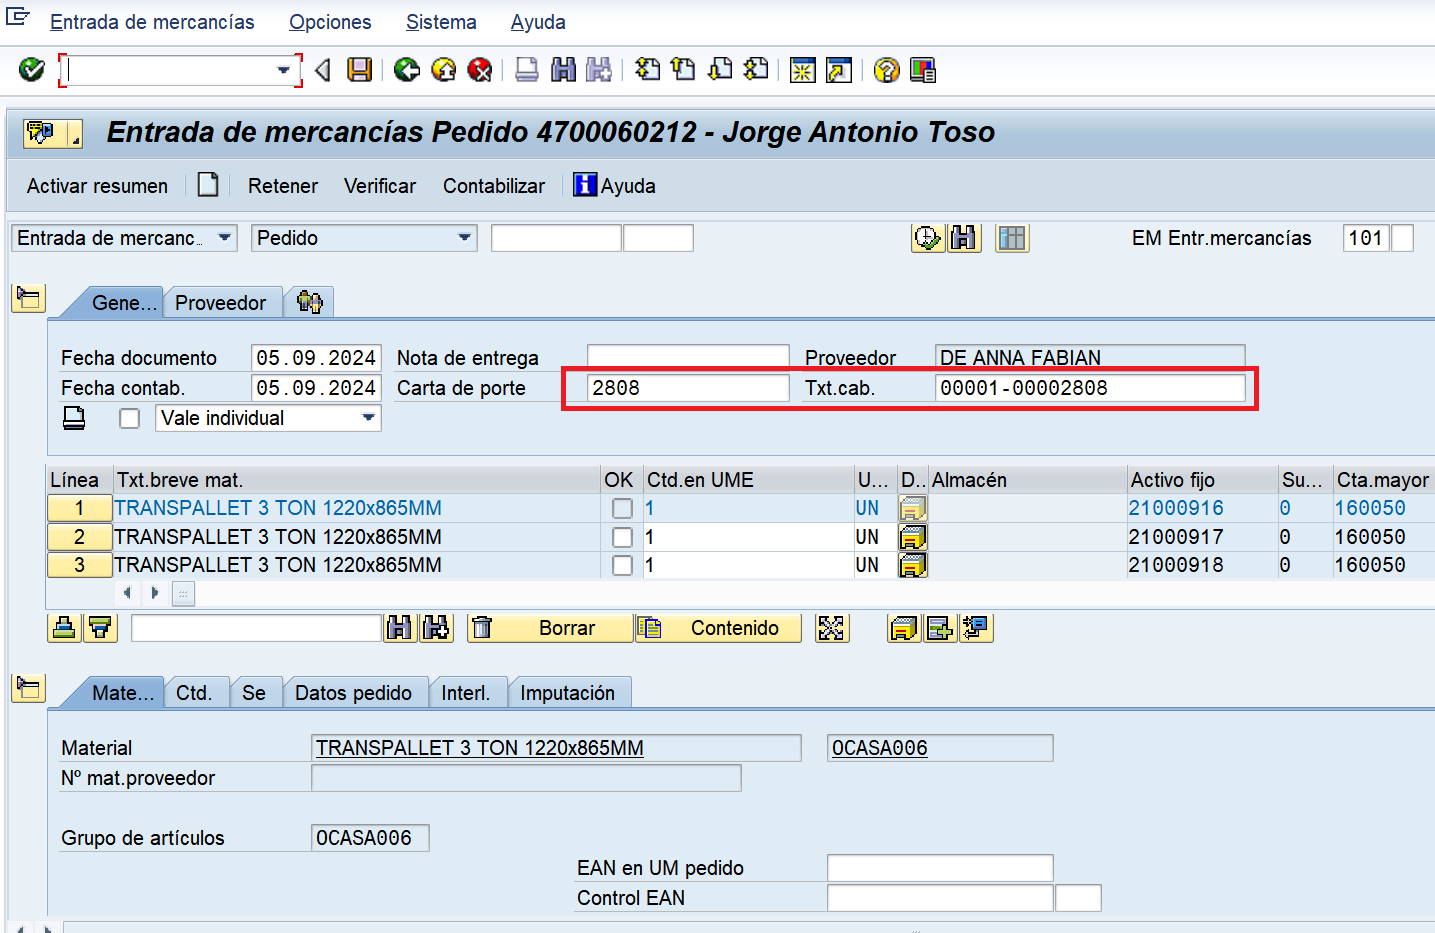 Entrada de mercancías Opciones Sistema Ayuda
Entrada de mercancías Pedido 4700060212 - Jorge Antonio Toso
Activar resumen Retener Verificar Contabilizar Ayuda
Entrada de mercanc... Pedido EM Entr.mercancías 101
Gene... Proveedor
Fecha documento 05.09.2024 Nota de entrega Proveedor DE ANNA FABIAN
Fecha contab. 05.09.2024 Carta de porte 2808 Txt.cab. 00001-00002808
Vale individual
Línea Txt.breve mat. OK Ctd.en UME U... D.. Almacén Activo fijo Su... Cta.mayor
1 TRANSPALLET 3 TON 1220x865MM 1 UN 21000916 0 160050
2 TRANSPALLET 3 TON 1220x865MM 1 UN 21000917 0 160050
3 TRANSPALLET 3 TON 1220x865MM 1 UN 21000918 0 160050
Borrar Contenido
Mate... Ctd. Se Datos pedido Interl. Imputación
Material TRANSPALLET 3 TON 1220x865MM OCASA006
Nº mat.proveedor
Grupo de artículos OCASA006
EAN en UM pedido
Control EAN